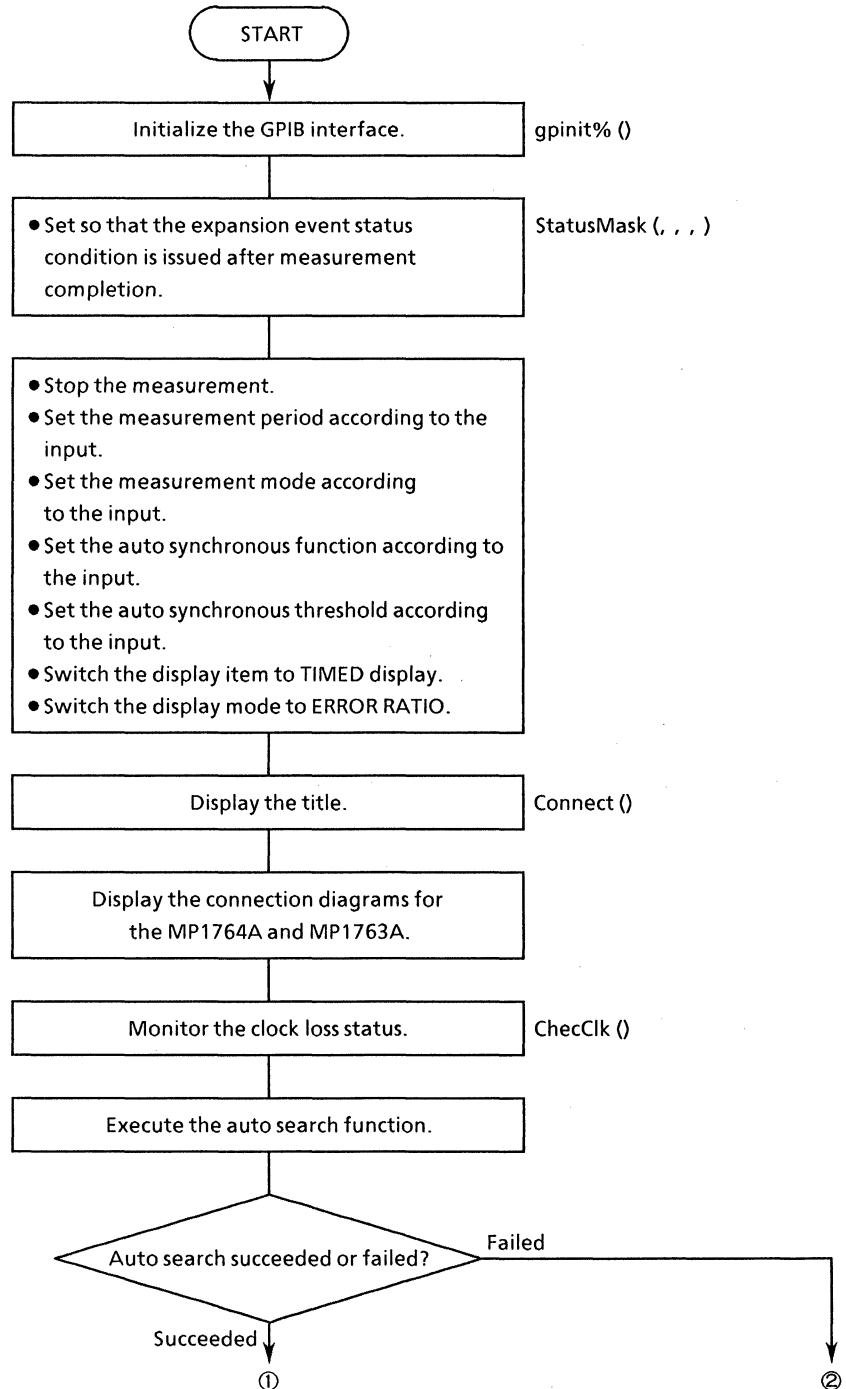 START
Initialize the GPIB interface.
gpinit% ()
● Set so that the expansion event status
condition is issued after measurement
completion.
StatusMask (, , , )
● Stop the measurement.
● Set the measurement period according to the
input.
● Set the measurement mode according
to the input.
● Set the auto synchronous function according to
the input.
● Set the auto synchronous threshold according
to the input.
● Switch the display item to TIMED display.
● Switch the display mode to ERROR RATIO.
Display the title.
Connect ()
Display the connection diagrams for
the MP1764A and MP1763A.
Monitor the clock loss status.
ChecClk ()
Execute the auto search function.
Auto search succeeded or failed?
Failed
Succeeded
①
②